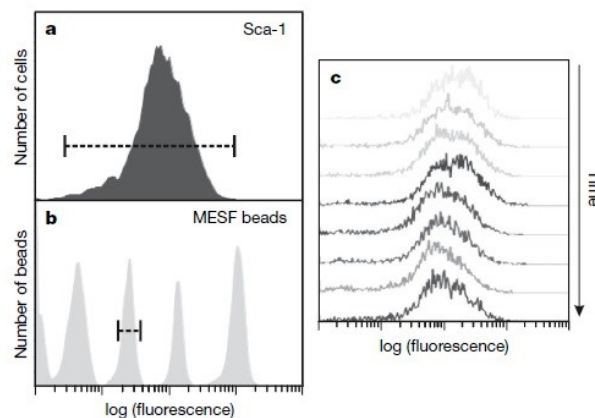 a
Sca-1
Number of cells
b
MESF beads
Number of beads
log (fluorescence)
c
Time
log (fluorescence)